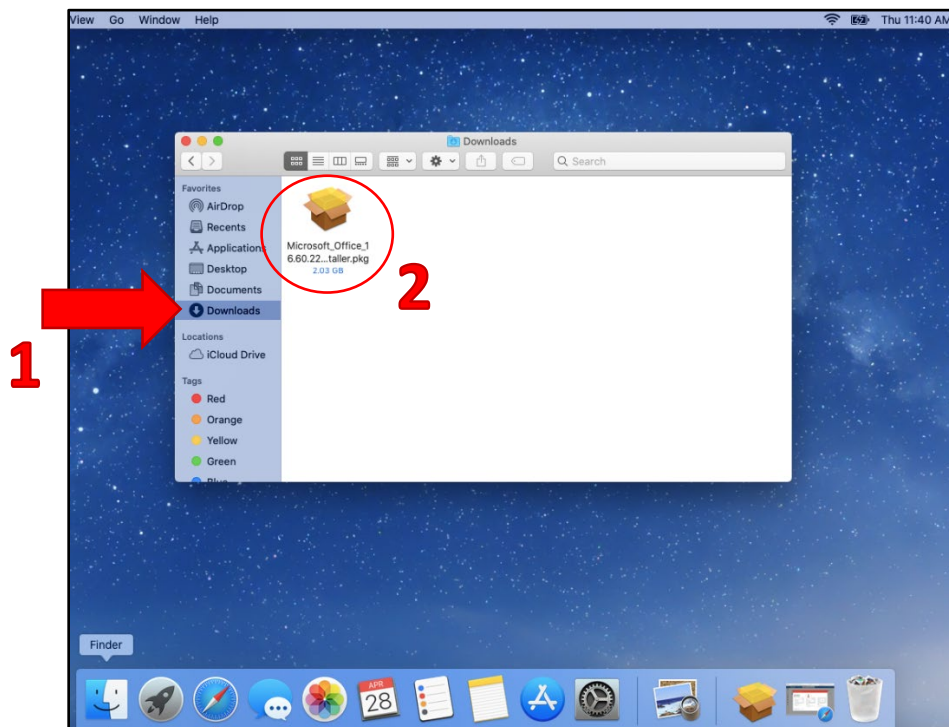 View Go Window Help Thu 11:40 AM
Downloads
Search
Favorites
AirDrop
Recents
Applications
Desktop
Documents
Downloads
Locations
iCloud Drive
Tags
Red
Orange
Yellow
Green
Blue
Microsoft_Office_1
6.60.22...taller.pkg
2.03 GB
1
2
Finder
APR
28